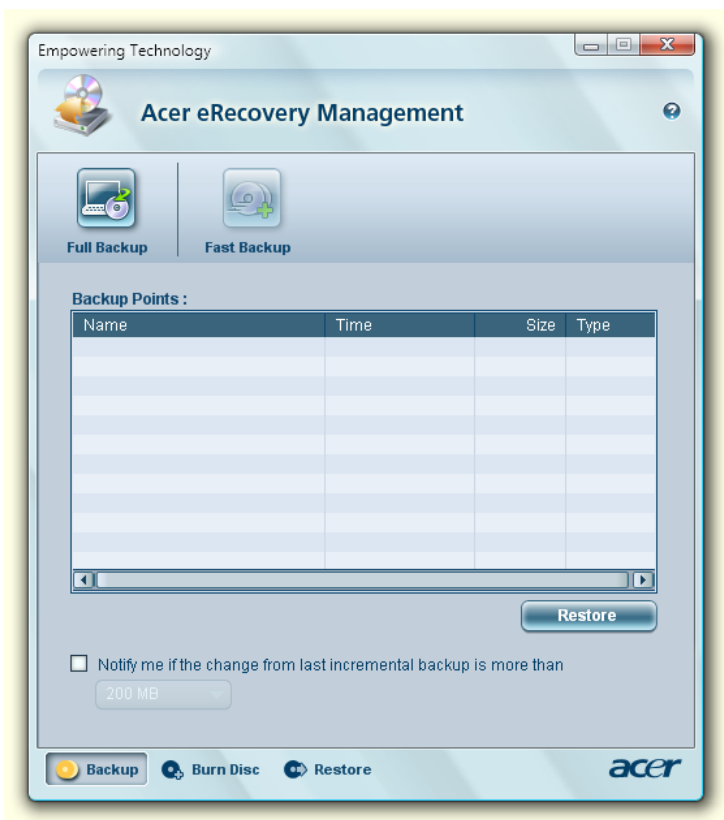 Empowering Technology
Acer eRecovery Management
Full Backup
Fast Backup
Backup Points :
Name Time Size Type
Restore
Notify me if the change from last incremental backup is more than
200 MB
Backup Burn Disc Restore acer